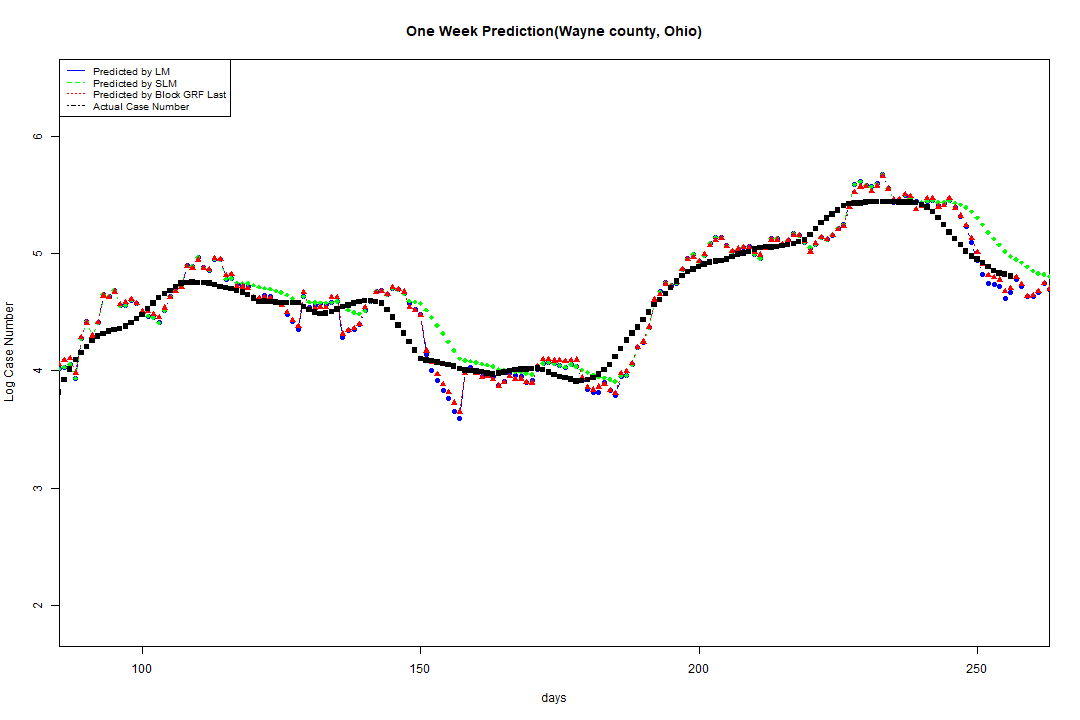 One Week Prediction(Wayne county, Ohio)
Predicted by LM
Predicted by SLM
Predicted by Block GRF Last
Actual Case Number
6
5
4
3
2
Log Case Number
100 150 200 250
days